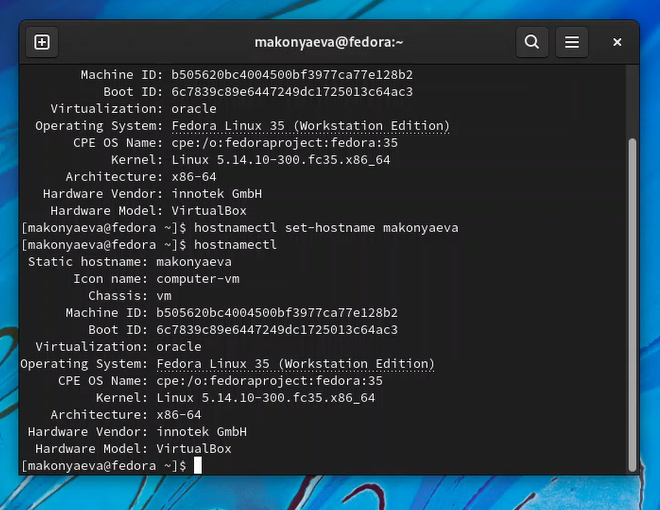 makonyaeva@fedora:~
Machine ID: b505620bc4004500bf3977ca77e128b2
Boot ID: 6c7839c89e6447249dc1725013c64ac3
Virtualization: oracle
Operating System: Fedora Linux 35 (Workstation Edition)
CPE OS Name: cpe:/o:fedoraproject:fedora:35
Kernel: Linux 5.14.10-300.fc35.x86_64
Architecture: x86-64
Hardware Vendor: innotek GmbH
Hardware Model: VirtualBox
[makonyaeva@fedora ~]$ hostnamectl set-hostname makonyaeva
[makonyaeva@fedora ~]$ hostnamectl
Static hostname: makonyaeva
Icon name: computer-vm
Chassis: vm
Machine ID: b505620bc4004500bf3977ca77e128b2
Boot ID: 6c7839c89e6447249dc1725013c64ac3
Virtualization: oracle
Operating System: Fedora Linux 35 (Workstation Edition)
CPE OS Name: cpe:/o:fedoraproject:fedora:35
Kernel: Linux 5.14.10-300.fc35.x86_64
Architecture: x86-64
Hardware Vendor: innotek GmbH
Hardware Model: VirtualBox
[makonyaeva@fedora ~]$